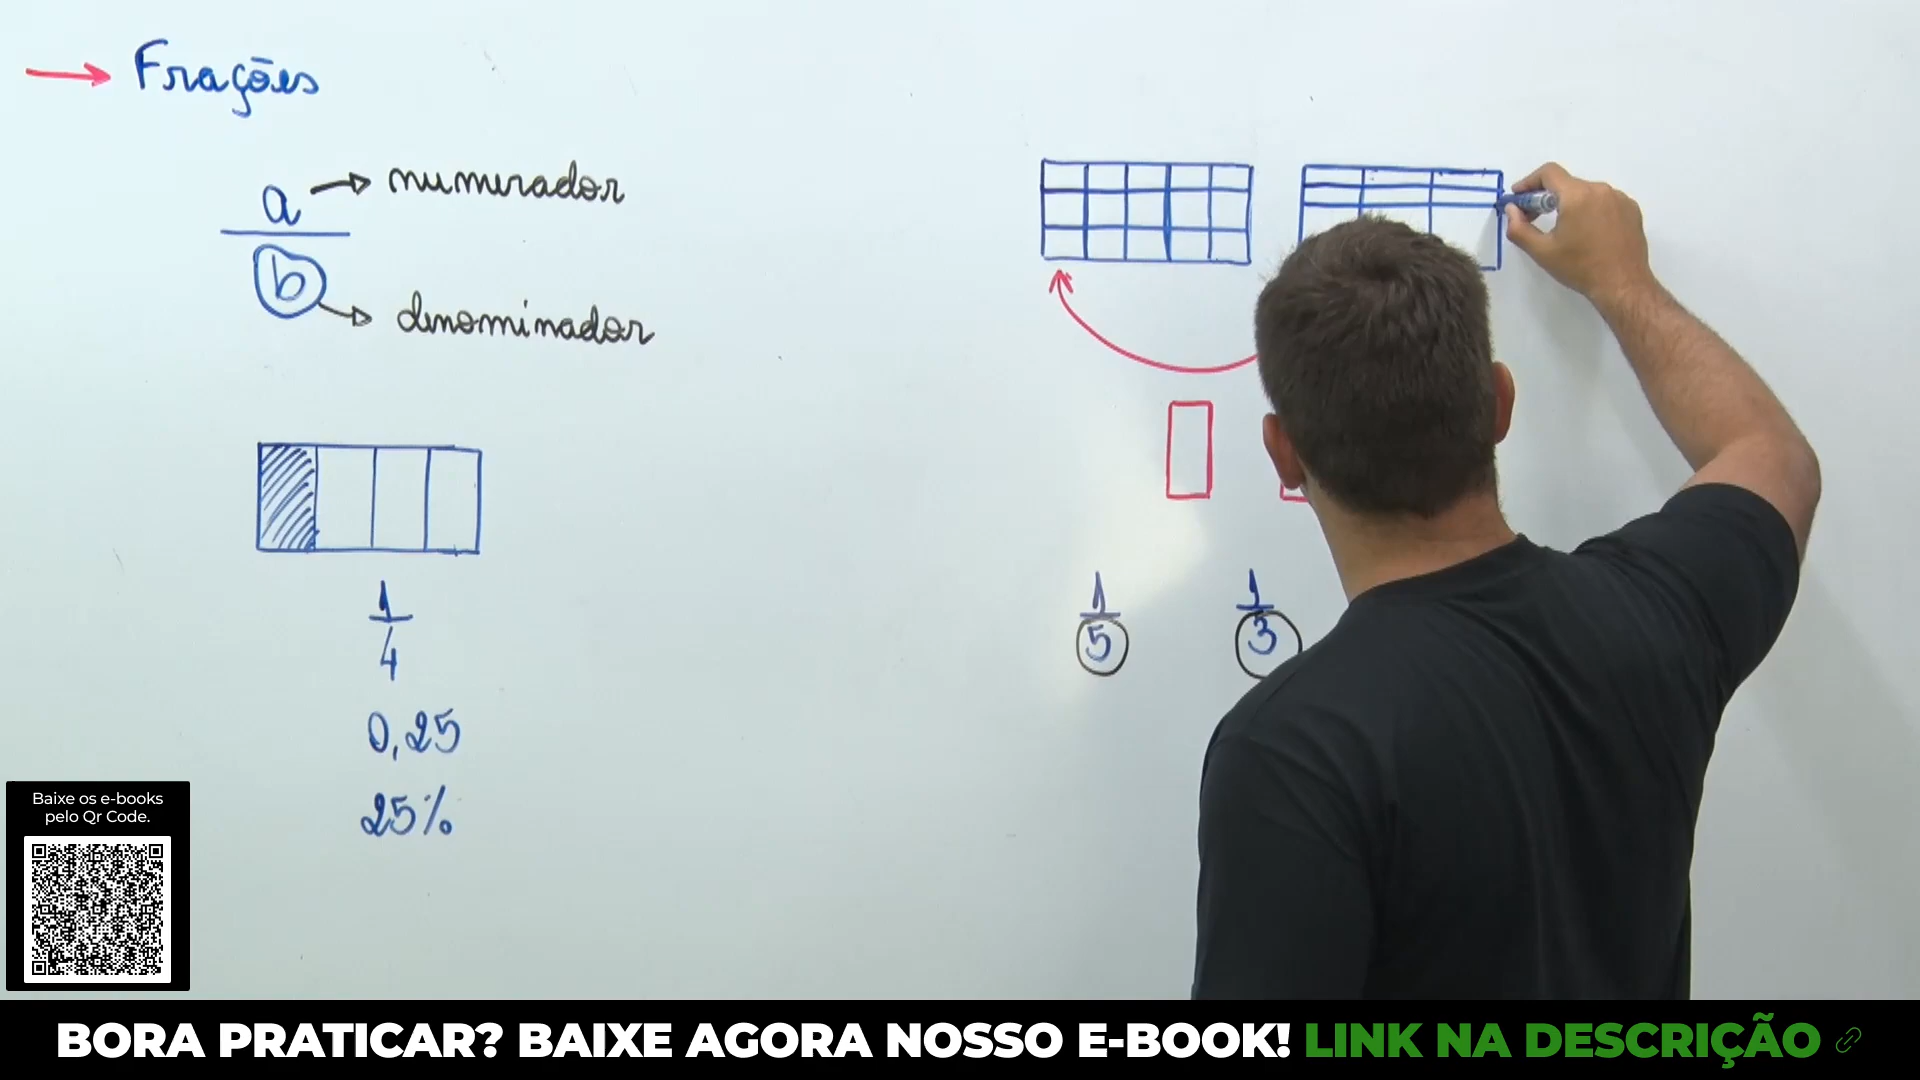 Frações
a numerador
b denominador
1
4
0,25
25%
1
5
1
3
Baixe os e-books
pelo Qr Code.
BORA PRATICAR? BAIXE AGORA NOSSO E-BOOK! LINK NA DESCRIÇÃO